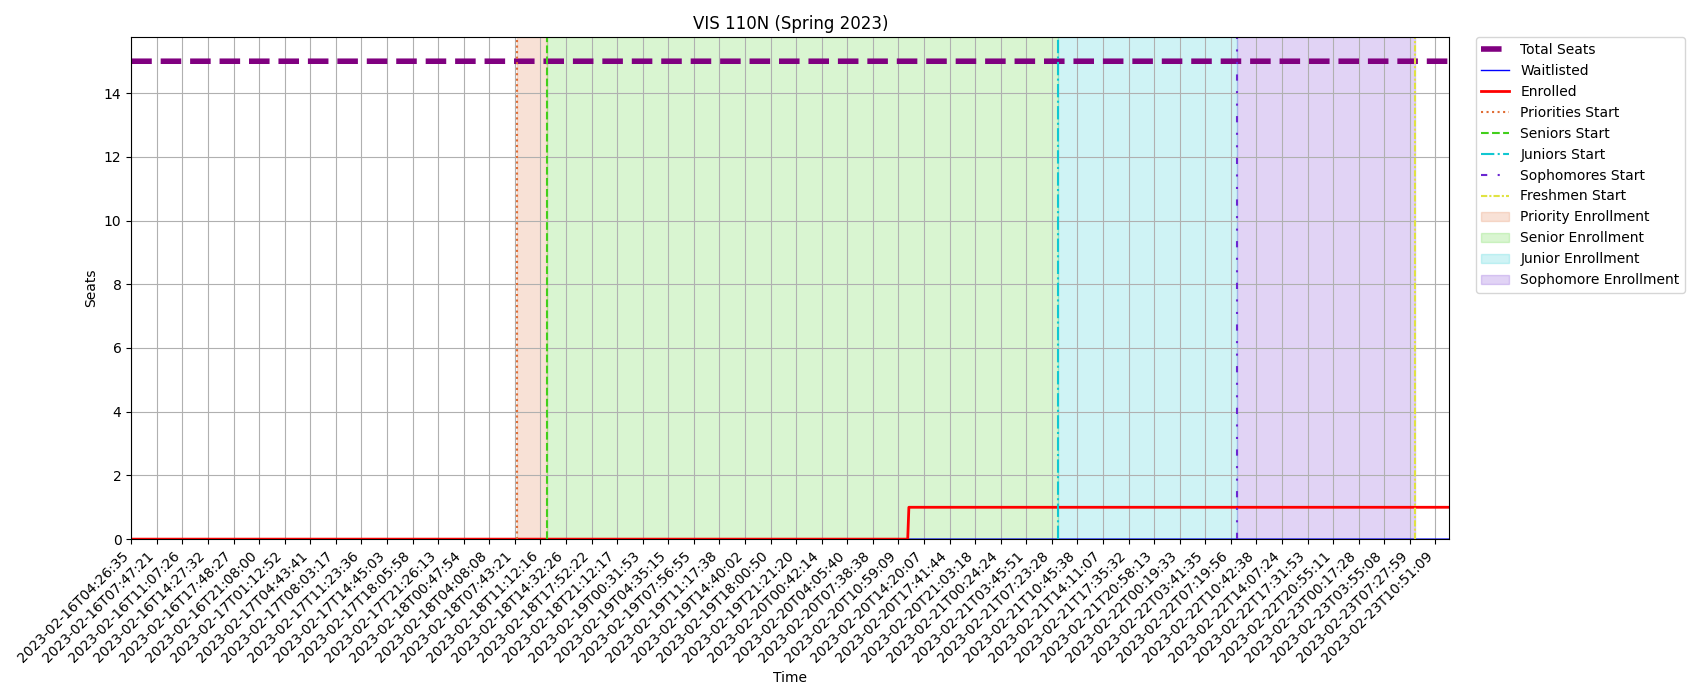 VIS 110N (Spring 2023)
Seats
14
12
10
8
6
4
2
0
Total Seats
Waitlisted
Enrolled
Priorities Start
Seniors Start
Juniors Start
Sophomores Start
Freshmen Start
Priority Enrollment
Senior Enrollment
Junior Enrollment
Sophomore Enrollment
2023-02-16T04:26:35
2023-02-16T07:47:21
2023-02-16T11:07:26
2023-02-16T14:27:32
2023-02-16T17:48:27
2023-02-16T21:08:00
2023-02-17T01:12:52
2023-02-17T04:43:41
2023-02-17T08:03:17
2023-02-17T11:23:36
2023-02-17T14:45:03
2023-02-17T18:05:58
2023-02-17T21:26:13
2023-02-18T00:47:54
2023-02-18T04:08:08
2023-02-18T07:43:21
2023-02-18T11:12:16
2023-02-18T14:32:26
2023-02-18T17:52:22
2023-02-18T21:12:17
2023-02-19T00:31:53
2023-02-19T04:35:15
2023-02-19T07:56:55
2023-02-19T11:17:38
2023-02-19T14:40:02
2023-02-19T18:00:50
2023-02-19T21:21:20
2023-02-20T00:42:14
2023-02-20T04:05:40
2023-02-20T07:38:38
2023-02-20T10:59:09
2023-02-20T14:20:07
2023-02-20T17:41:44
2023-02-20T21:03:18
2023-02-21T00:24:24
2023-02-21T03:45:51
2023-02-21T07:23:28
2023-02-21T10:45:38
2023-02-21T14:11:07
2023-02-21T17:35:32
2023-02-21T20:58:13
2023-02-22T00:19:33
2023-02-22T03:41:35
2023-02-22T07:19:56
2023-02-22T10:42:38
2023-02-22T14:07:24
2023-02-22T17:31:53
2023-02-22T20:55:11
2023-02-23T00:17:28
2023-02-23T03:55:08
2023-02-23T07:27:59
2023-02-23T10:51:09
Time